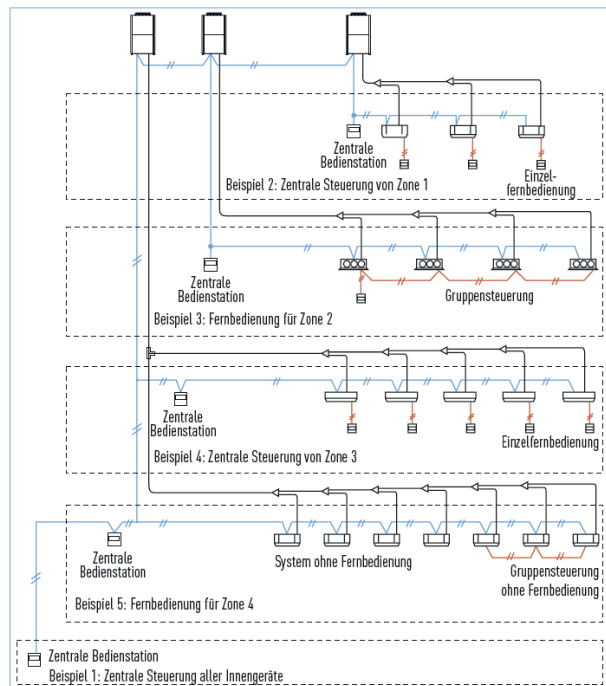 Zentrale
Bedienstation
Einzel-
fernbedienung
Beispiel 2: Zentrale Steuerung von Zone 1
Zentrale
Bedienstation
Gruppensteuerung
Beispiel 3: Fernbedienung für Zone 2
Zentrale
Bedienstation
Einzelfernbedienung
Beispiel 4: Zentrale Steuerung von Zone 3
Zentrale
Bedienstation
System ohne Fernbedienung
Gruppensteuerung
ohne Fernbedienung
Beispiel 5: Fernbedienung für Zone 4
Zentrale Bedienstation
Beispiel 1: Zentrale Steuerung aller Innengeräte